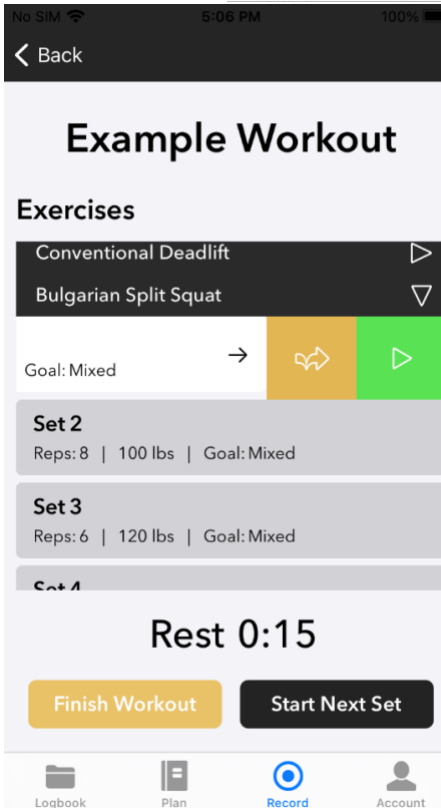 No SIM 5:06 PM 100%
Back
Example Workout
Exercises
Conventional Deadlift
Bulgarian Split Squat
Goal: Mixed
Set 2
Reps: 8 | 100 lbs | Goal: Mixed
Set 3
Reps: 6 | 120 lbs | Goal: Mixed
Set 4
Rest 0:15
Finish Workout Start Next Set
Logbook Plan Record Account